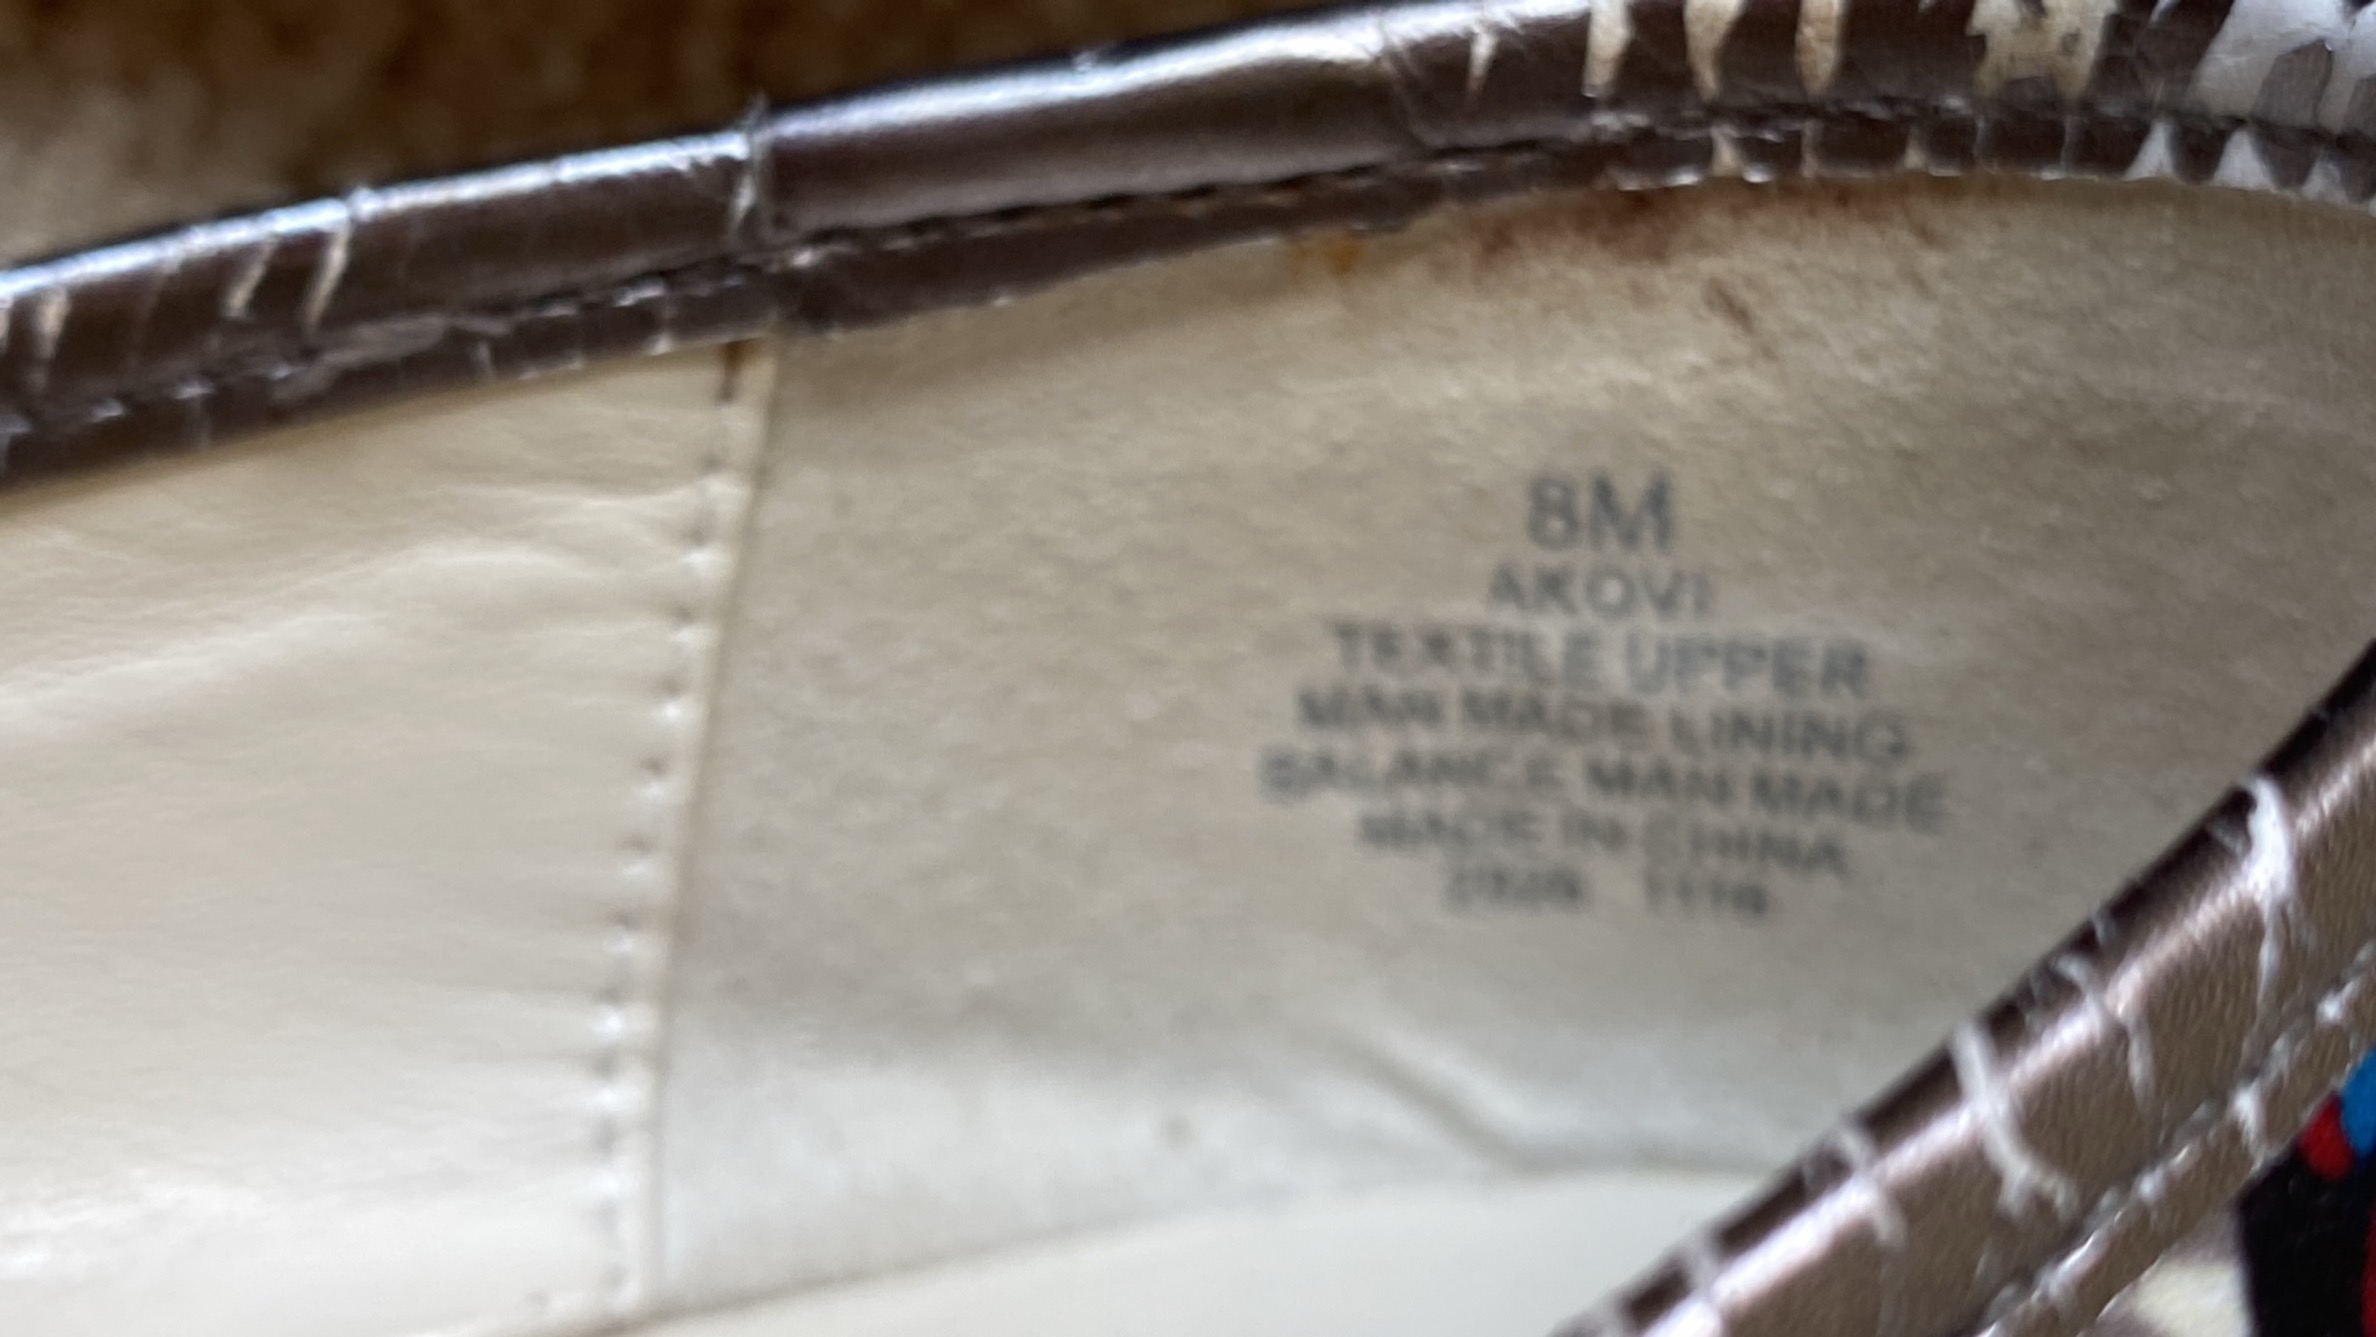 8M
AKOVI
TEXTILE UPPER
MAN MADE LINING
BALANCE MAN MADE
MADE IN CHINA